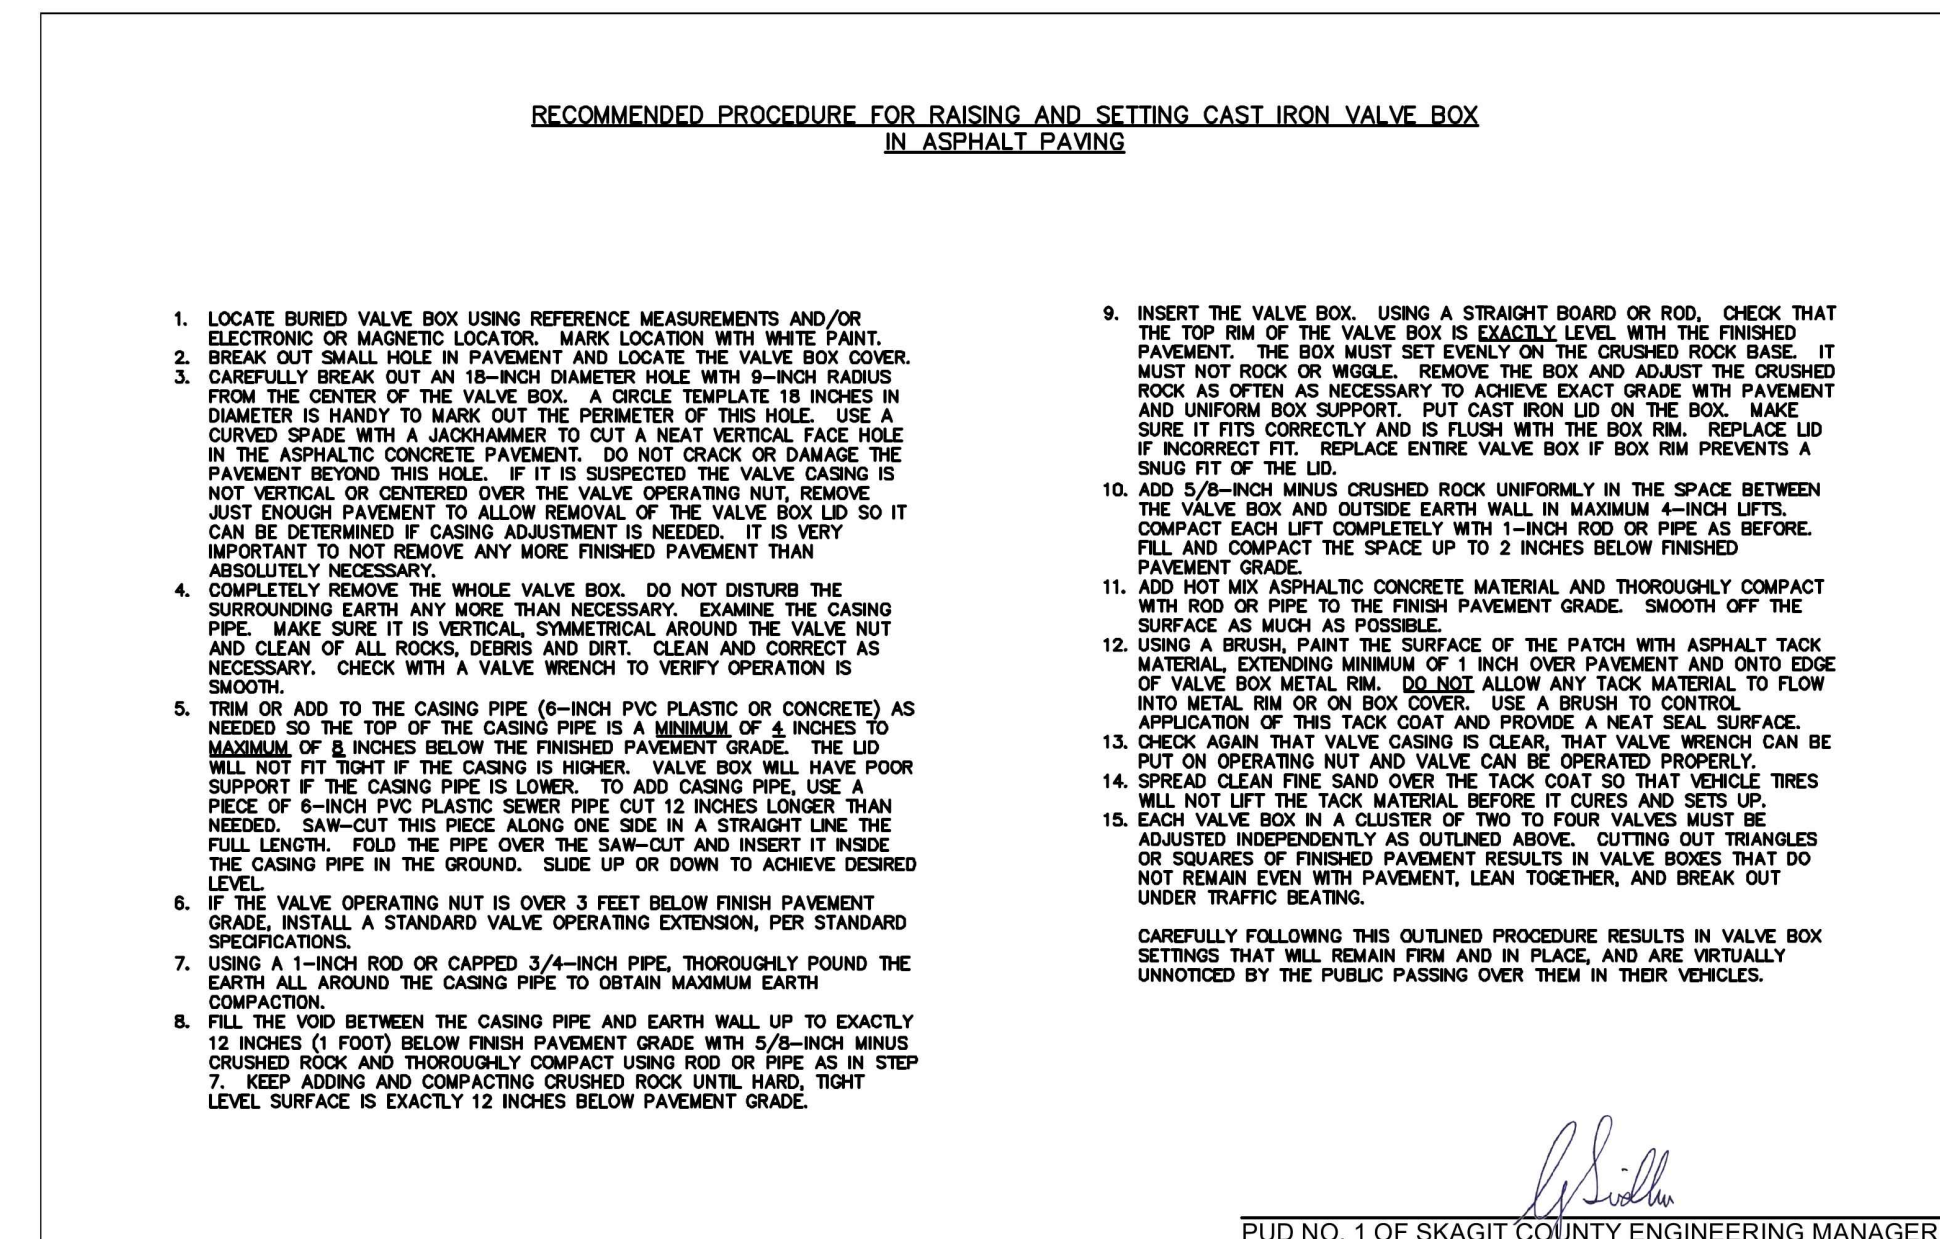 RECOMMENDED PROCEDURE FOR RAISING AND SETTING CAST IRON VALVE BOX
IN ASPHALT PAVING
1. LOCATE BURIED VALVE BOX USING REFERENCE MEASUREMENTS AND/OR
ELECTRONIC OR MAGNETIC LOCATOR. MARK LOCATION WITH WHITE PAINT.
2. BREAK OUT SMALL HOLE IN PAVEMENT AND LOCATE THE VALVE BOX COVER.
3. CAREFULLY BREAK OUT AN 18-INCH DIAMETER HOLE WITH 9-INCH RADIUS
FROM THE CENTER OF THE VALVE BOX. A CIRCLE TEMPLATE 18 INCHES IN
DIAMETER IS HANDY TO MARK OUT THE PERIMETER OF THIS HOLE. USE A
CURVED SPADE WITH A JACKHAMMER TO CUT A NEAT VERTICAL FACE HOLE
IN THE ASPHALTIC CONCRETE PAVEMENT. DO NOT CRACK OR DAMAGE THE
PAVEMENT BEYOND THIS HOLE. IF IT IS SUSPECTED THE VALVE CASING IS
NOT VERTICAL OR CENTERED OVER THE VALVE OPERATING NUT, REMOVE
JUST ENOUGH PAVEMENT TO ALLOW REMOVAL OF THE VALVE BOX LID SO IT
CAN BE DETERMINED IF CASING ADJUSTMENT IS NEEDED. IT IS VERY
IMPORTANT TO NOT REMOVE ANY MORE FINISHED PAVEMENT THAN
ABSOLUTELY NECESSARY.
4. COMPLETELY REMOVE THE WHOLE VALVE BOX. DO NOT DISTURB THE
SURROUNDING EARTH ANY MORE THAN NECESSARY. EXAMINE THE CASING
PIPE. MAKE SURE IT IS VERTICAL, SYMMETRICAL AROUND THE VALVE NUT
AND CLEAN OF ALL ROCKS, DEBRIS AND DIRT. CLEAN AND CORRECT AS
NECESSARY. CHECK WITH A VALVE WRENCH TO VERIFY OPERATION IS
SMOOTH.
5. TRIM OR ADD TO THE CASING PIPE (6-INCH PVC PLASTIC OR CONCRETE) AS
NEEDED SO THE TOP OF THE CASING PIPE IS A MINIMUM OF 4 INCHES TO
MAXIMUM OF 8 INCHES BELOW THE FINISHED PAVEMENT GRADE. THE LID
WILL NOT FIT TIGHT IF THE CASING IS HIGHER. VALVE BOX WILL HAVE POOR
SUPPORT IF THE CASING PIPE IS LOWER. TO ADD CASING PIPE, USE A
PIECE OF 6-INCH PVC PLASTIC SEWER PIPE CUT 12 INCHES LONGER THAN
NEEDED. SAW-CUT THIS PIECE ALONG ONE SIDE IN A STRAIGHT LINE THE
FULL LENGTH. FOLD THE PIPE OVER THE SAW-CUT AND INSERT IT INSIDE
THE CASING PIPE IN THE GROUND. SLIDE UP OR DOWN TO ACHIEVE DESIRED
LEVEL.
6. IF THE VALVE OPERATING NUT IS OVER 3 FEET BELOW FINISH PAVEMENT
GRADE, INSTALL A STANDARD VALVE OPERATING EXTENSION, PER STANDARD
SPECIFICATIONS.
7. USING A 1-INCH ROD OR CAPPED 3/4-INCH PIPE, THOROUGHLY POUND THE
EARTH ALL AROUND THE CASING PIPE TO OBTAIN MAXIMUM EARTH
COMPACTION.
8. FILL THE VOID BETWEEN THE CASING PIPE AND EARTH WALL UP TO EXACTLY
12 INCHES (1 FOOT) BELOW FINISH PAVEMENT GRADE WITH 5/8-INCH MINUS
CRUSHED ROCK AND THOROUGHLY COMPACT USING ROD OR PIPE AS IN STEP
7. KEEP ADDING AND COMPACTING CRUSHED ROCK UNTIL HARD, TIGHT
LEVEL SURFACE IS EXACTLY 12 INCHES BELOW PAVEMENT GRADE.
9. INSERT THE VALVE BOX. USING A STRAIGHT BOARD OR ROD, CHECK THAT
THE TOP RIM OF THE VALVE BOX IS EXACTLY LEVEL WITH THE FINISHED
PAVEMENT. THE BOX MUST SET EVENLY ON THE CRUSHED ROCK BASE. IT
MUST NOT ROCK OR WIGGLE. REMOVE THE BOX AND ADJUST THE CRUSHED
ROCK AS OFTEN AS NECESSARY TO ACHIEVE EXACT GRADE WITH PAVEMENT
AND UNIFORM BOX SUPPORT. PUT CAST IRON LID ON THE BOX. MAKE
SURE IT FITS CORRECTLY AND IS FLUSH WITH THE BOX RIM. REPLACE LID
IF INCORRECT FIT. REPLACE ENTIRE VALVE BOX IF BOX RIM PREVENTS A
SNUG FIT OF THE LID.
10. ADD 5/8-INCH MINUS CRUSHED ROCK UNIFORMLY IN THE SPACE BETWEEN
THE VALVE BOX AND OUTSIDE EARTH WALL IN MAXIMUM 4-INCH LIFTS.
COMPACT EACH LIFT COMPLETELY WITH 1-INCH ROD OR PIPE AS BEFORE.
FILL AND COMPACT THE SPACE UP TO 2 INCHES BELOW FINISHED
PAVEMENT GRADE.
11. ADD HOT MIX ASPHALTIC CONCRETE MATERIAL AND THOROUGHLY COMPACT
WITH ROD OR PIPE TO THE FINISH PAVEMENT GRADE. SMOOTH OFF THE
SURFACE AS MUCH AS POSSIBLE.
12. USING A BRUSH, PAINT THE SURFACE OF THE PATCH WITH ASPHALT TACK
MATERIAL, EXTENDING MINIMUM OF 1 INCH OVER PAVEMENT AND ONTO EDGE
OF VALVE BOX METAL RIM. DO NOT ALLOW ANY TACK MATERIAL TO FLOW
INTO METAL RIM OR ON BOX COVER. USE A BRUSH TO CONTROL
APPLICATION OF THIS TACK COAT AND PROVIDE A NEAT SEAL SURFACE.
13. CHECK AGAIN THAT VALVE CASING IS CLEAR, THAT VALVE WRENCH CAN BE
PUT ON OPERATING NUT AND VALVE CAN BE OPERATED PROPERLY.
14. SPREAD CLEAN FINE SAND OVER THE TACK COAT SO THAT VEHICLE TIRES
WILL NOT LIFT THE TACK MATERIAL BEFORE IT CURES AND SETS UP.
15. EACH VALVE BOX IN A CLUSTER OF TWO TO FOUR VALVES MUST BE
ADJUSTED INDEPENDENTLY AS OUTLINED ABOVE. CUTTING OUT TRIANGLES
OR SQUARES OF FINISHED PAVEMENT RESULTS IN VALVE BOXES THAT DO
NOT REMAIN EVEN WITH PAVEMENT, LEAN TOGETHER, AND BREAK OUT
UNDER TRAFFIC BEATING.
CAREFULLY FOLLOWING THIS OUTLINED PROCEDURE RESULTS IN VALVE BOX
SETTINGS THAT WILL REMAIN FIRM AND IN PLACE, AND ARE VIRTUALLY
UNNOTICED BY THE PUBLIC PASSING OVER THEM IN THEIR VEHICLES.
PUD NO. 1 OF SKAGIT COUNTY ENGINEERING MANAGER